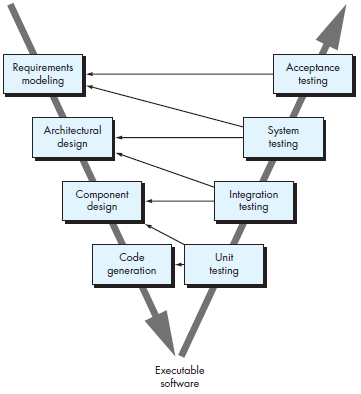 Requirements
modeling
Acceptance
testing
Architectural
design
System
testing
Component
design
Integration
testing
Code
generation
Unit
testing
Executable
software